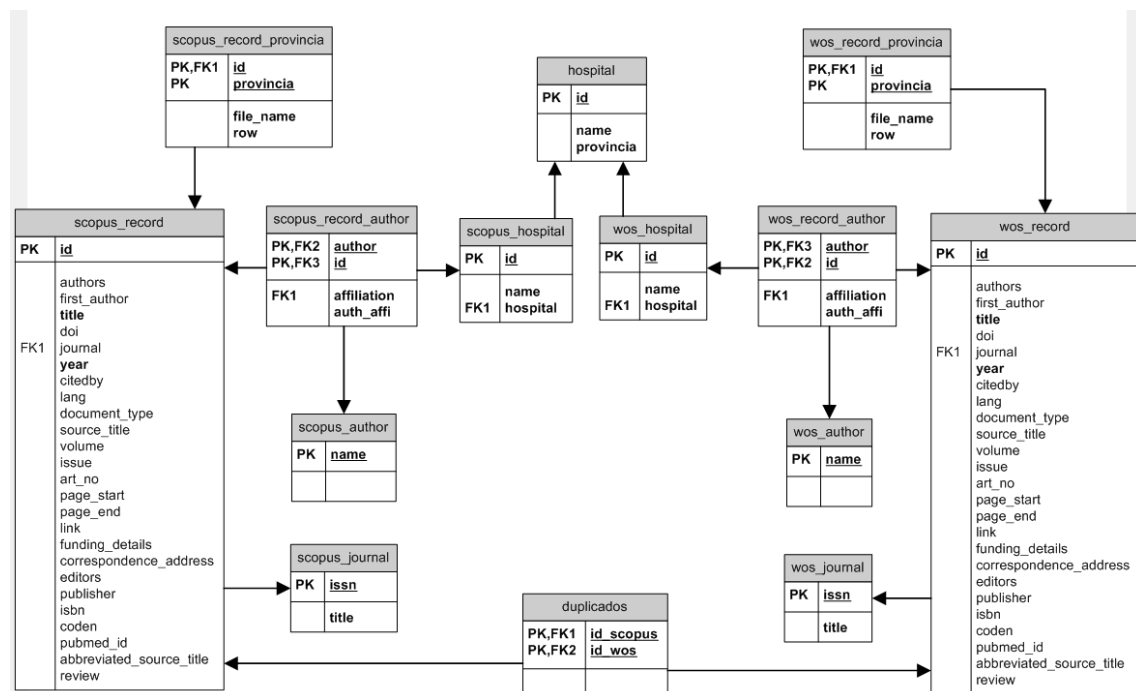 scopus_record_provincia
PK,FK1 id
PK provincia
file_name
row
hospital
PK id
name
provincia
wos_record_provincia
PK,FK1 id
PK provincia
file_name
row
scopus_record
PK id
authors
first_author
title
doi
FK1 journal
year
citedby
lang
document_type
source_title
volume
issue
art_no
page_start
page_end
link
funding_details
correspondence_address
editors
publisher
isbn
coden
pubmed_id
abbreviated_source_title
review
scopus_record_author
PK,FK2 author
PK,FK3 id
FK1 affiliation
auth_affi
scopus_hospital
PK id
name
FK1 hospital
wos_hospital
PK id
name
FK1 hospital
wos_record_author
PK,FK3 author
PK,FK2 id
FK1 affiliation
auth_affi
wos_record
PK id
authors
first_author
title
doi
FK1 journal
year
citedby
lang
document_type
source_title
volume
issue
art_no
page_start
page_end
link
funding_details
correspondence_address
editors
publisher
isbn
coden
pubmed_id
abbreviated_source_title
review
scopus_author
PK name
wos_author
PK name
scopus_journal
PK issn
title
wos_journal
PK issn
title
duplicados
PK,FK1 id_scopus
PK,FK2 id_wos